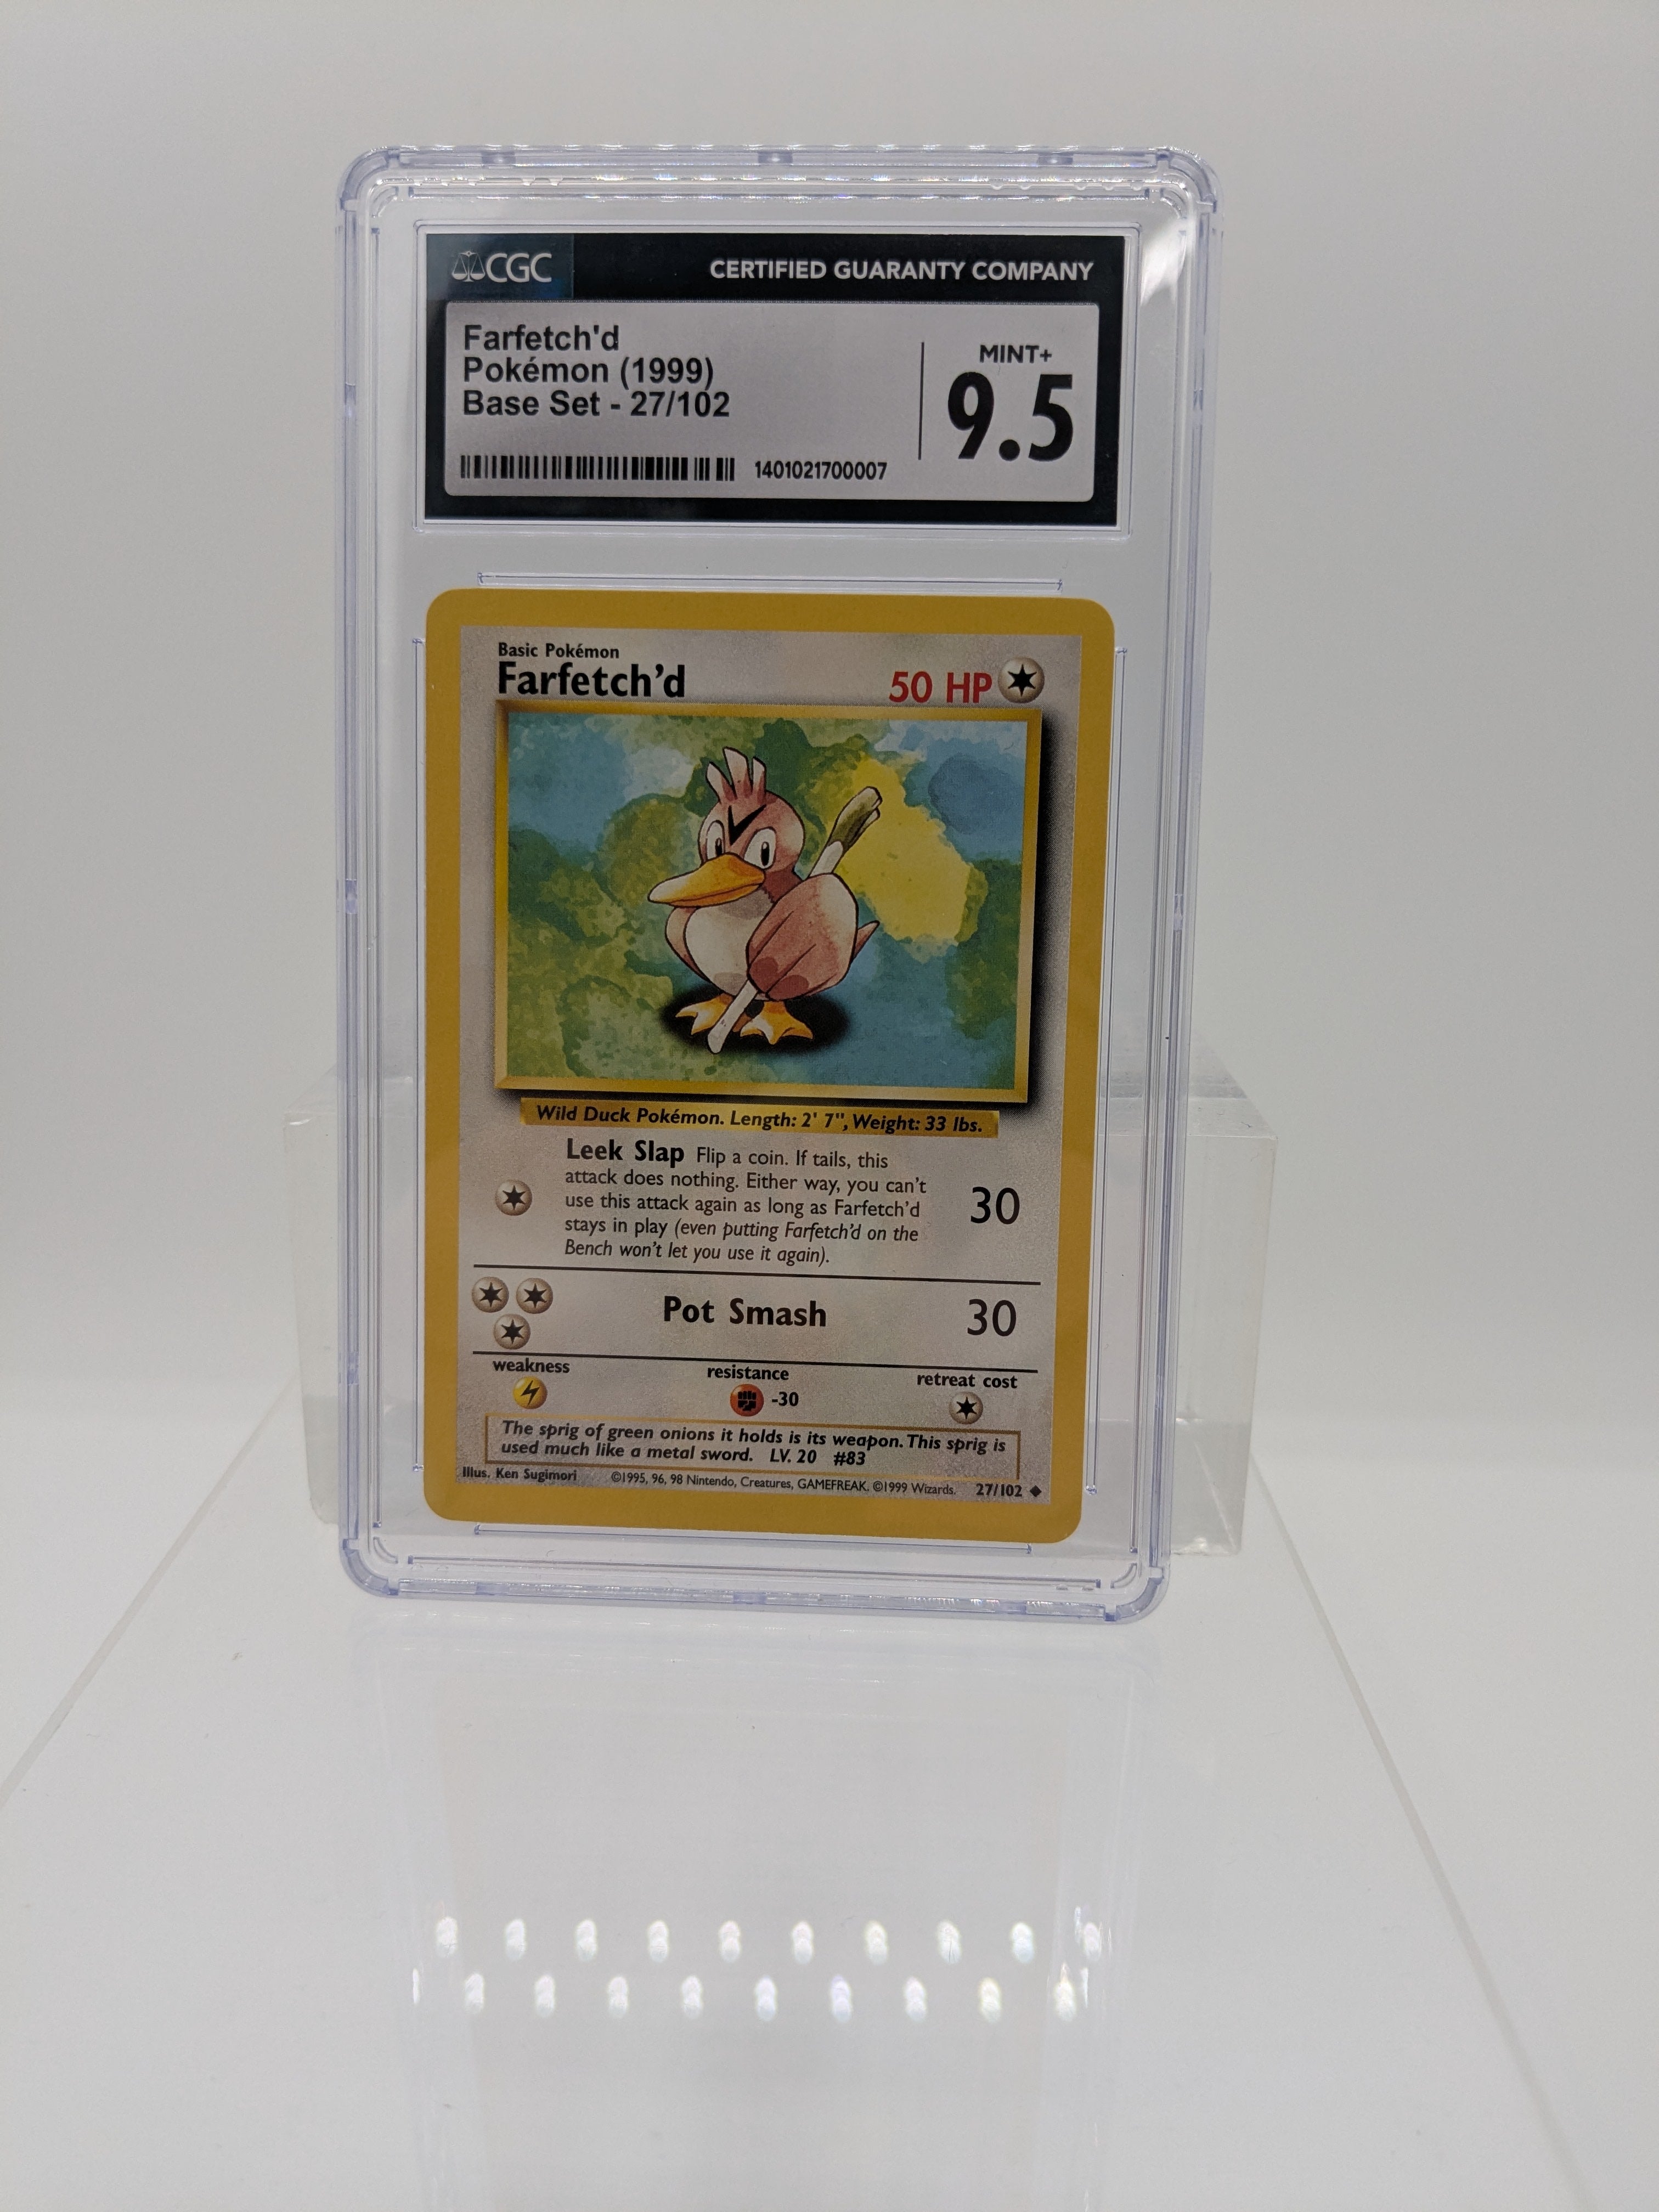 CGC
CERTIFIED GUARANTY COMPANY
Farfetch'd
Pokémon (1999)
Base Set - 27/102
1401021700007
MINT+
9.5
Basic Pokémon
Farfetch'd
50 HP
Wild Duck Pokémon. Length: 2' 7", Weight: 33 lbs.
Leek Slap Flip a coin. If tails, this
attack does nothing. Either way, you can't
use this attack again as long as Farfetch'd
stays in play (even putting Farfetch'd on the
Bench won't let you use it again).
30
Pot Smash
30
weakness
resistance
-30
retreat cost
The sprig of green onions it holds is its weapon. This sprig is
used much like a metal sword. LV. 20 #83
Illus. Ken Sugimori ©1995, 96, 98 Nintendo, Creatures, GAMEFREAK. ©1999 Wizards. 27/102